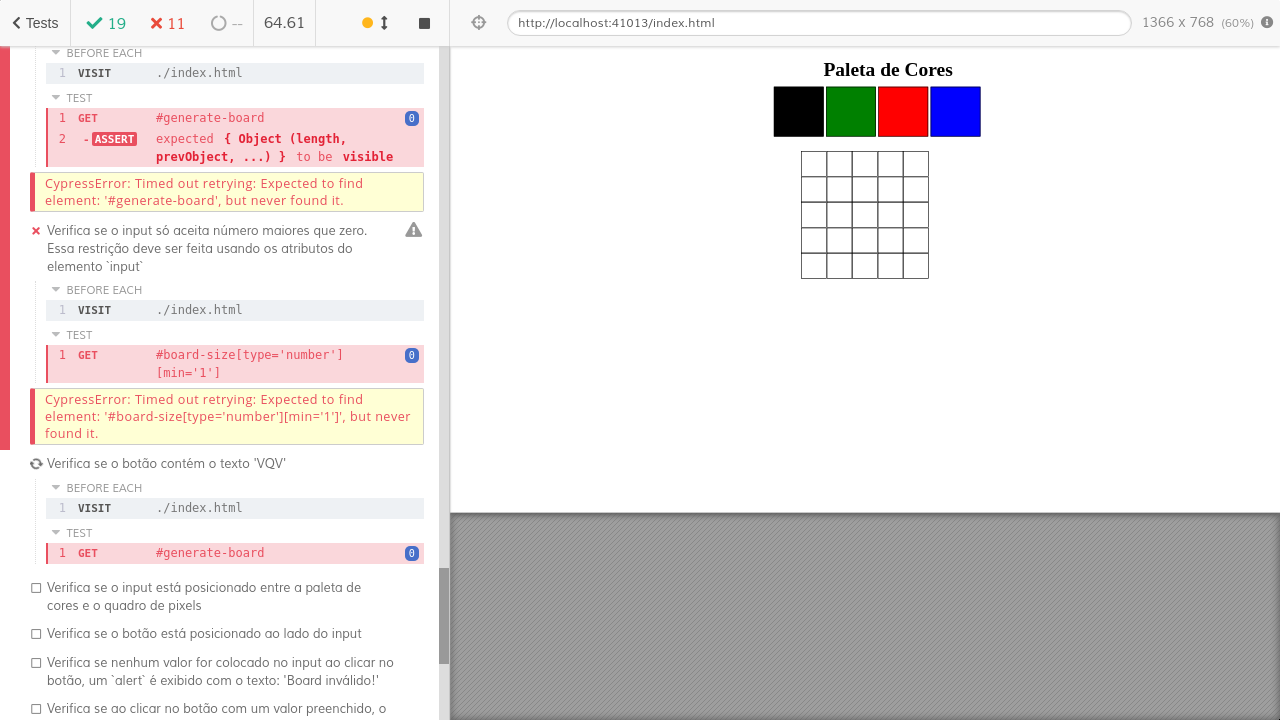 Tests
19
11
--
64.61
http://localhost:41013/index.html
1366 x 768 (60%)
BEFORE EACH
1 VISIT ./index.html
TEST
1 GET #generate-board 0
2 -ASSERT expected { Object (length,
prevObject, ...) } to be visible
CypressError: Timed out retrying: Expected to find
element: '#generate-board', but never found it.
Verifica se o input só aceita número maiores que zero.
Essa restrição deve ser feita usando os atributos do
elemento `input`
BEFORE EACH
1 VISIT ./index.html
TEST
1 GET #board-size[type='number']
[min='1'] 0
CypressError: Timed out retrying: Expected to find
element: '#board-size[type='number'][min='1']', but never
found it.
Verifica se o botão contém o texto 'VQV'
BEFORE EACH
1 VISIT ./index.html
TEST
1 GET #generate-board 0
Verifica se o input está posicionado entre a paleta de
cores e o quadro de pixels
Verifica se o botão está posicionado ao lado do input
Verifica se nenhum valor for colocado no input ao clicar no
botão, um `alert` é exibido com o texto: 'Board inválido!'
Verifica se ao clicar no botão com um valor preenchido, o
Paleta de Cores